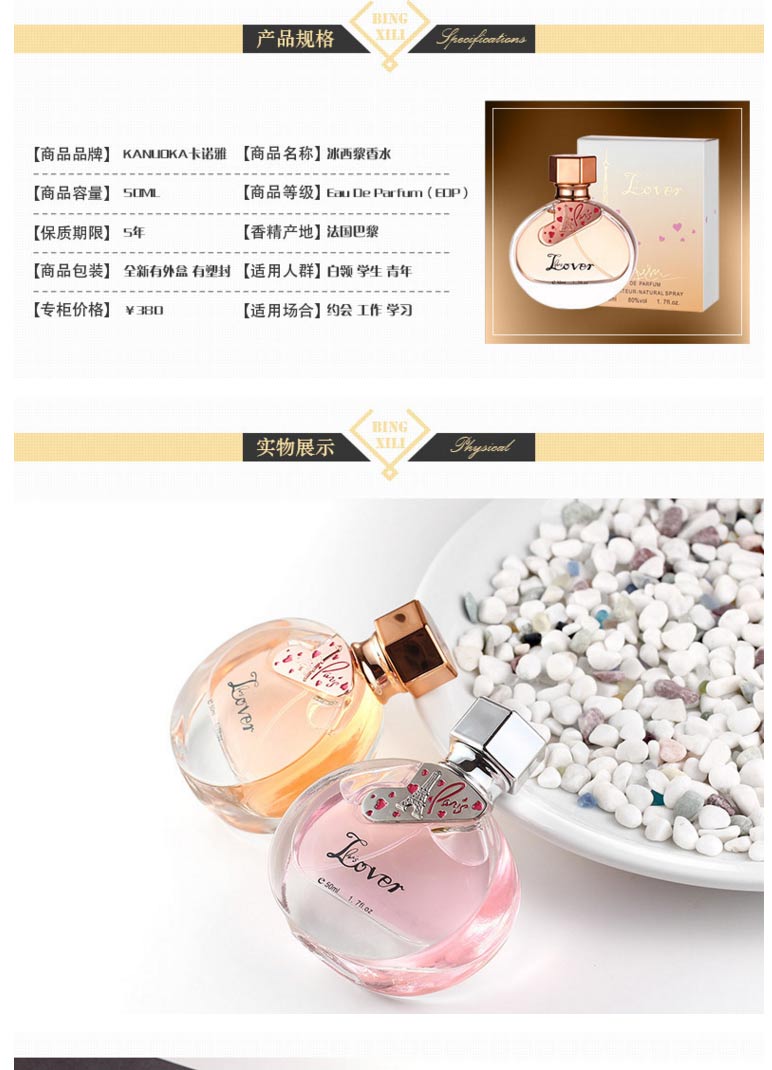 产品规格
BING
XILI
Specifications
【商品品牌】 KANUOKA卡诺雅 【商品名称】 冰西黎香水
【商品容量】 50ML 【商品等级】 Eau De Parfum（EDP）
【保质期限】 5年 【香精产地】 法国巴黎
【商品包装】 全新有外盒 有塑封 【适用人群】 白领 学生 青年
【专柜价格】 ￥380 【适用场合】 约会 工作 学习
Lover
Lover
DE PARFUM
TEUR-NATURAL SPRAY
80%vol 1.7fl.oz.
实物展示
BING
XILI
Physical
Paris
Lover
Paris
Lover
e50ml 1.7fl oz